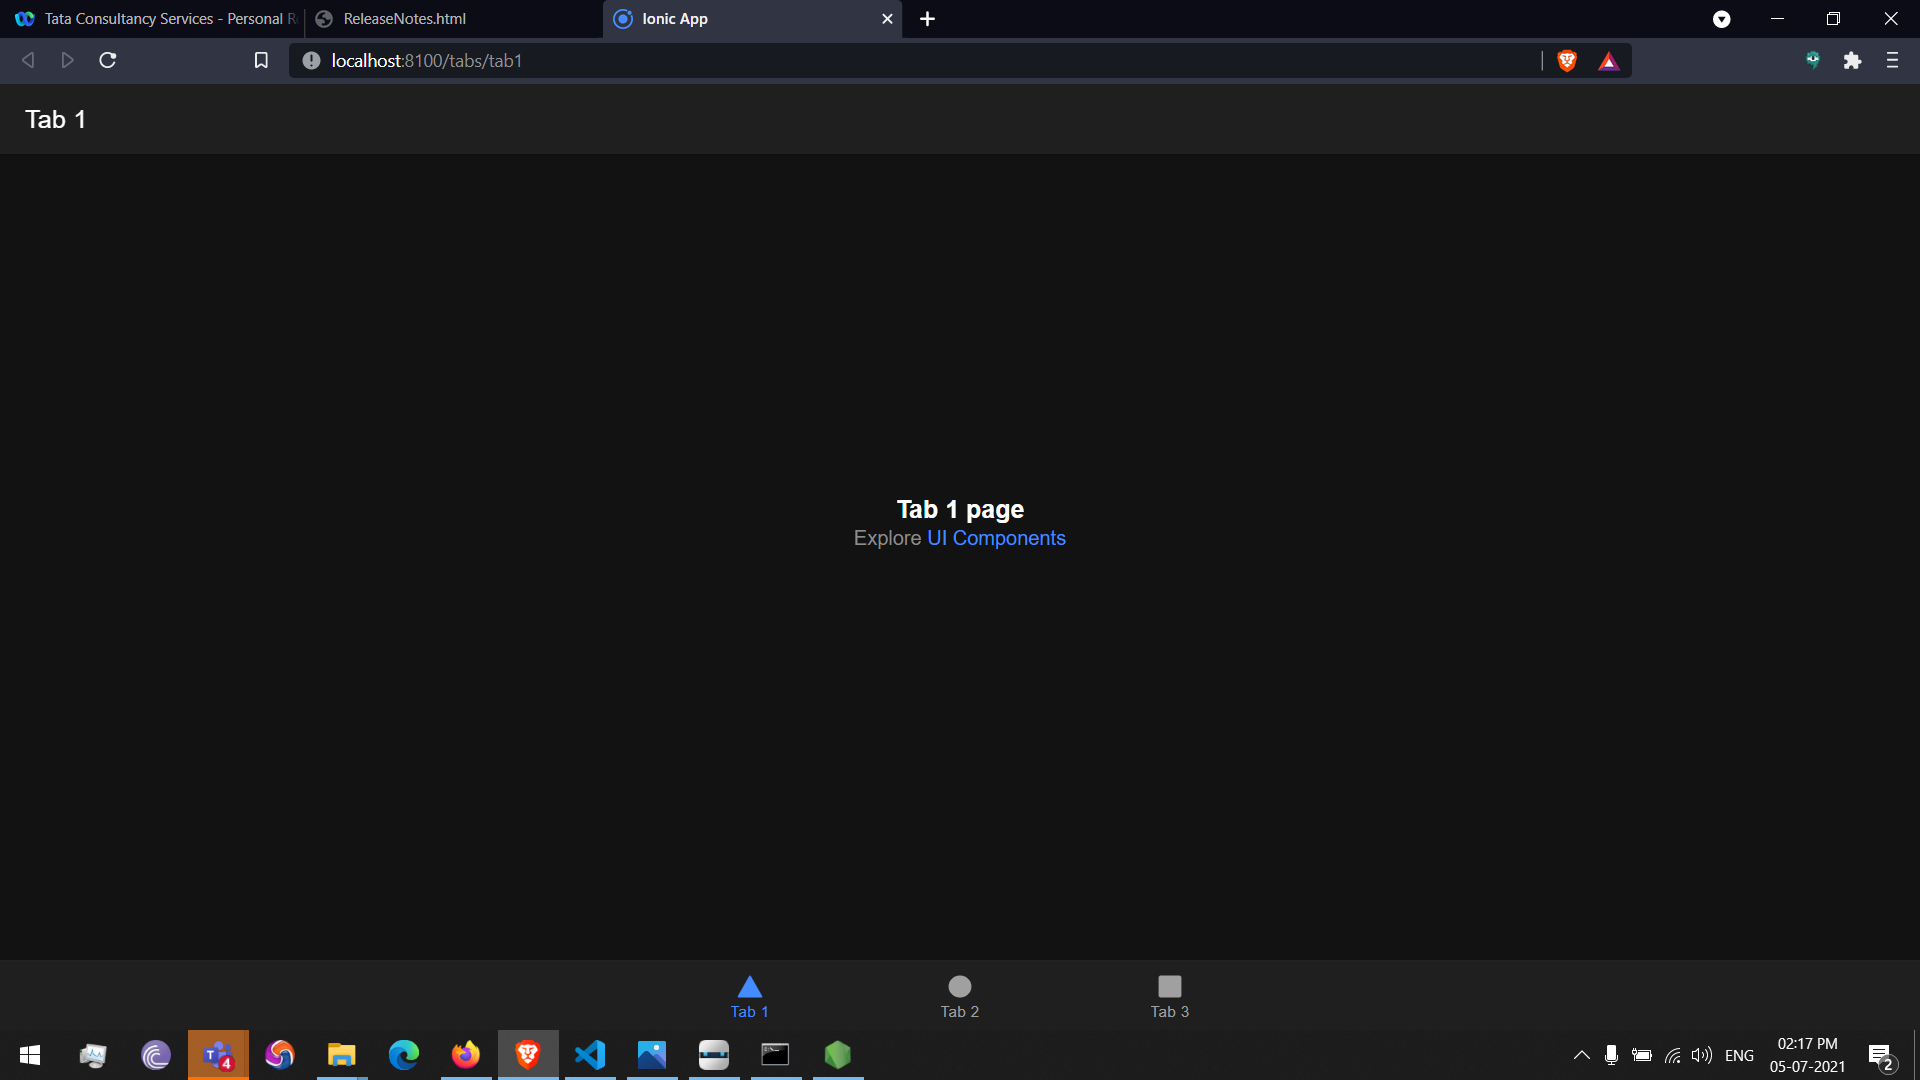 Tata Consultancy Services - Personal R
ReleaseNotes.html
Ionic App
localhost:8100/tabs/tab1
Tab 1
Tab 1 page
Explore UI Components
Tab 1
Tab 2
Tab 3
T
4
ENG
02:17 PM
05-07-2021
2